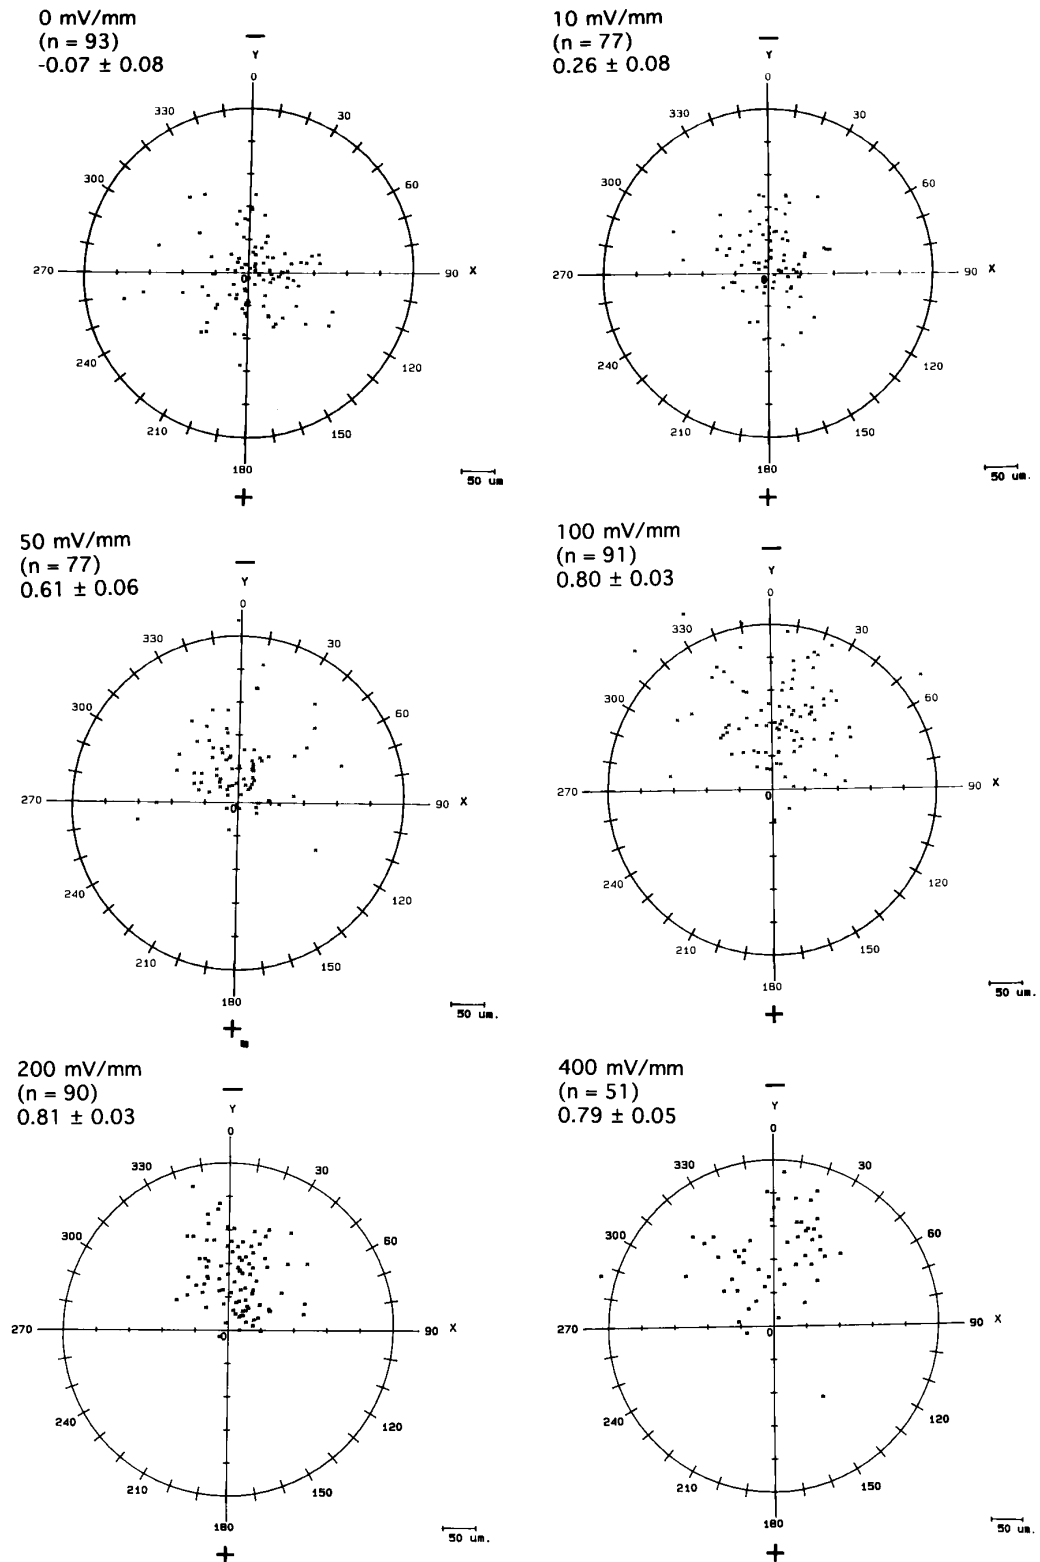 0 mV/mm
(n = 93)
-0.07 ± 0.08
−
Y
0
330
30
300
60
270
0
90 X
240
120
210
150
180
+
50 um
10 mV/mm
(n = 77)
0.26 ± 0.08
−
Y
0
330
30
300
60
270
0
90 X
240
120
210
150
180
+
50 um.
50 mV/mm
(n = 77)
0.61 ± 0.06
−
Y
0
330
30
300
60
270
0
90 X
240
120
210
150
180
+
50 um.
100 mV/mm
(n = 91)
0.80 ± 0.03
−
Y
0
330
30
300
60
270
0
90 X
240
120
210
150
180
+
50 um.
200 mV/mm
(n = 90)
0.81 ± 0.03
−
Y
0
330
30
300
60
270
0
90 X
240
120
210
150
180
+
50 um.
400 mV/mm
(n = 51)
0.79 ± 0.05
−
Y
0
330
30
300
60
270
0
90 X
240
120
210
150
180
+
50 um.